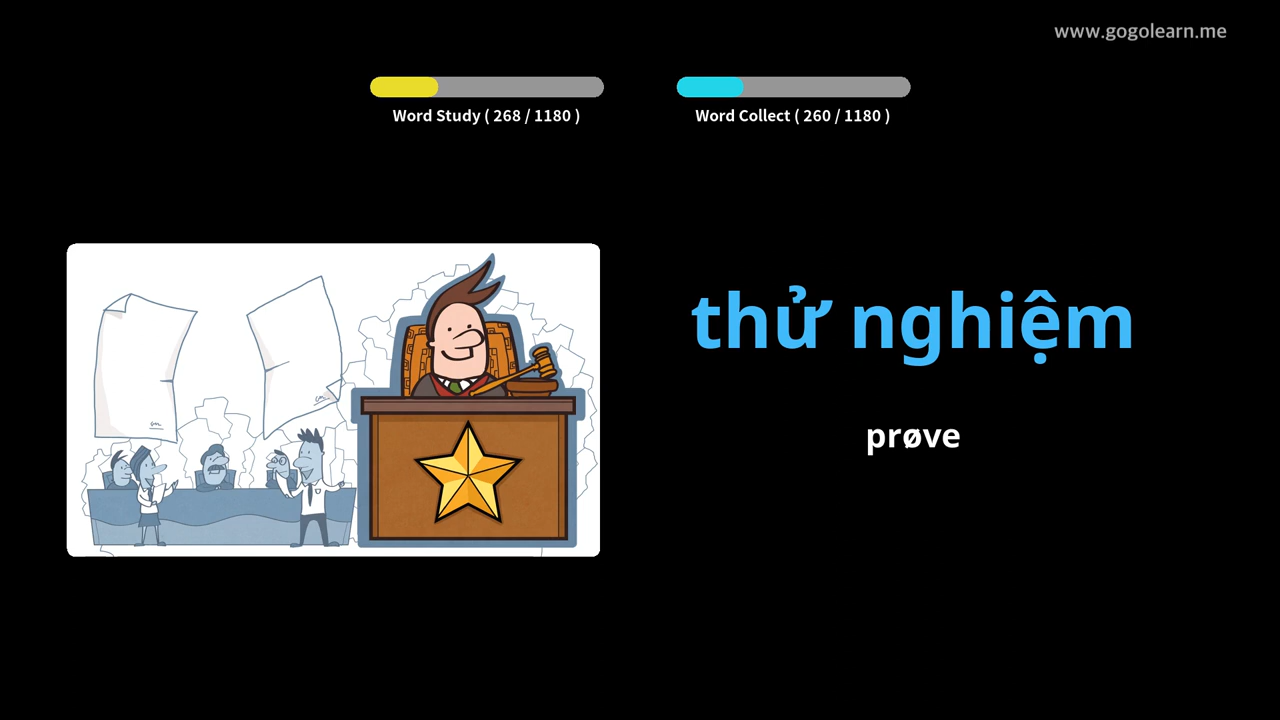 www.gogolearn.me
Word Study ( 268 / 1180 )
Word Collect ( 260 / 1180 )
thử nghiệm
prøve